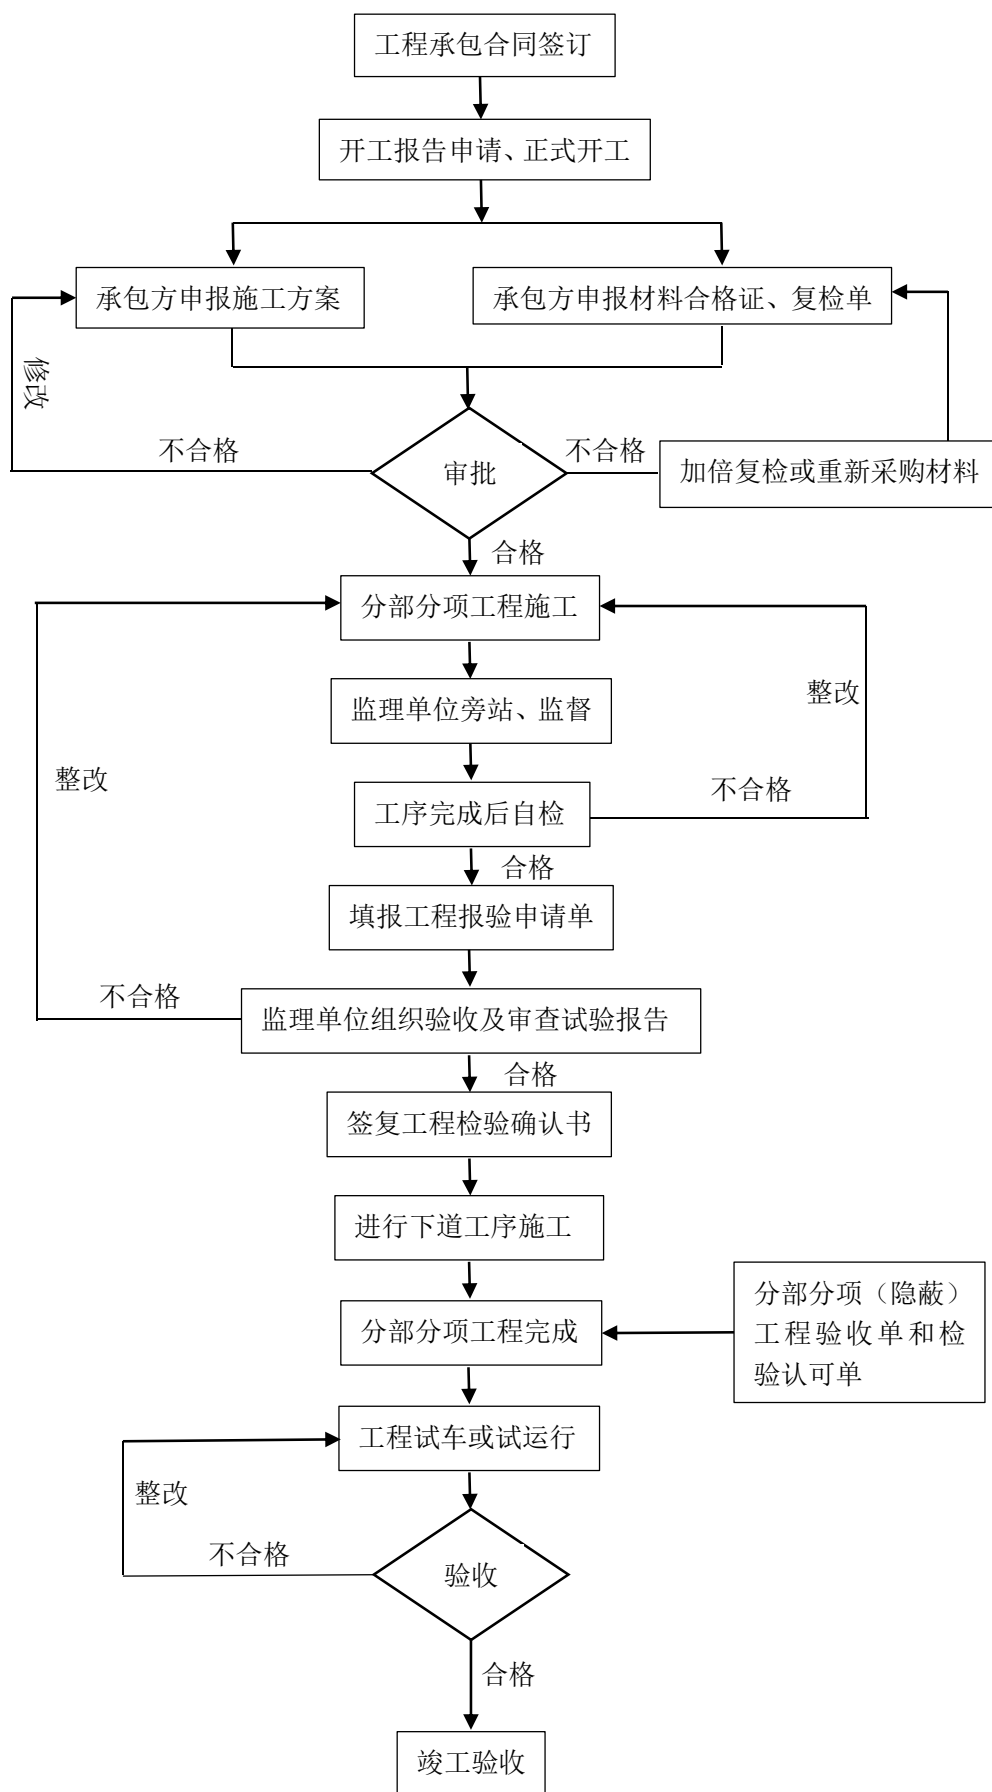 工程承包合同签订
开工报告申请、正式开工
承包方申报施工方案
承包方申报材料合格证、复检单
修改
不合格
审批
不合格
加倍复检或重新采购材料
合格
分部分项工程施工
监理单位旁站、监督
整改
整改
工序完成后自检
不合格
合格
填报工程报验申请单
不合格
监理单位组织验收及审查试验报告
合格
签复工程检验确认书
进行下道工序施工
分部分项工程完成
分部分项（隐蔽）
工程验收单和检
验认可单
工程试车或试运行
整改
不合格
验收
合格
竣工验收